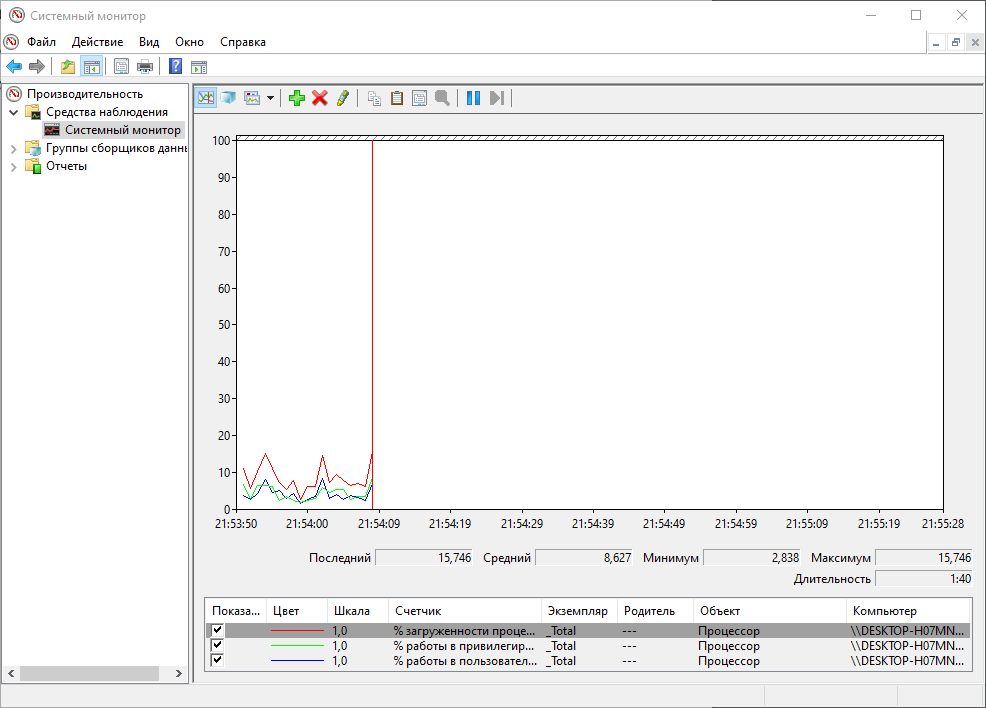 Системный монитор
Файл Действие Вид Окно Справка
Производительность
Средства наблюдения
Системный монитор
Группы сборщиков даннь
Отчеты
100
90
80
70
60
50
40
30
20
10
0
21:53:50 21:54:00 21:54:09 21:54:19 21:54:29 21:54:39 21:54:49 21:54:59 21:55:09 21:55:19 21:55:28
Последний 15,746 Средний 8,627 Минимум 2,838 Максимум 15,746
Длительность 1:40
Показа... Цвет Шкала Счетчик Экземпляр Родитель Объект Компьютер
1,0 % загруженности проце... _Total --- Процессор \\DESKTOP-H07MN...
1,0 % работы в привилегир... _Total --- Процессор \\DESKTOP-H07MN...
1,0 % работы в пользовател... _Total --- Процессор \\DESKTOP-H07MN...